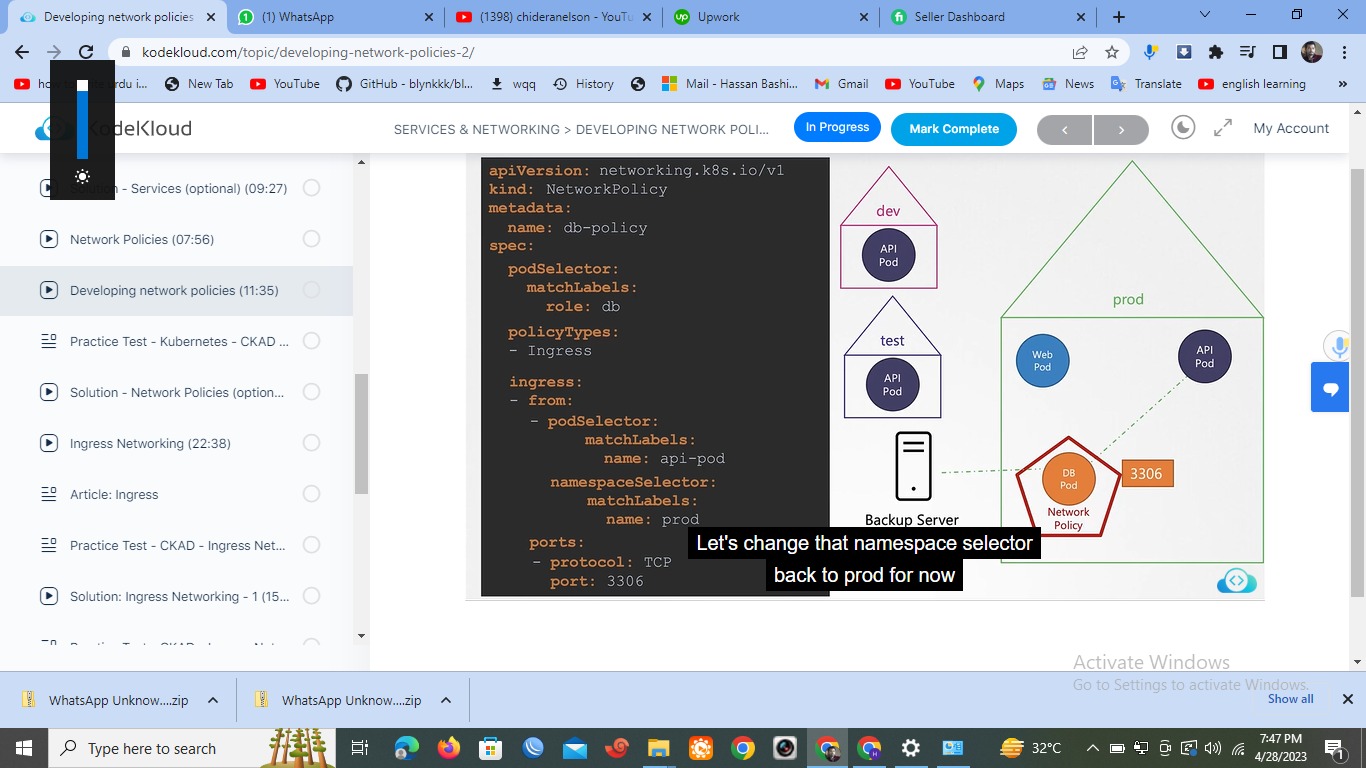 Developing network policies
(1) WhatsApp
(1398) chideranelson - YouTu
Upwork
Seller Dashboard
kodekloud.com/topic/developing-network-policies-2/
urdu i...
New Tab
YouTube
GitHub - blynkkk/bl...
wqq
History
Mail - Hassan Bashi...
Gmail
YouTube
Maps
News
Translate
english learning
KodeKloud
SERVICES & NETWORKING > DEVELOPING NETWORK POLI...
In Progress
Mark Complete
My Account
Solution - Services (optional) (09:27)
Network Policies (07:56)
Developing network policies (11:35)
Practice Test - Kubernetes - CKAD ...
Solution - Network Policies (option...
Ingress Networking (22:38)
Article: Ingress
Practice Test - CKAD - Ingress Net...
Solution: Ingress Networking - 1 (15...
apiVersion: networking.k8s.io/v1
kind: NetworkPolicy
metadata:
name: db-policy
spec:
podSelector:
matchLabels:
role: db
policyTypes:
- Ingress
ingress:
- from:
- podSelector:
matchLabels:
name: api-pod
namespaceSelector:
matchLabels:
name: prod
ports:
- protocol: TCP
port: 3306
dev
API
Pod
test
API
Pod
Backup Server
prod
Web
Pod
API
Pod
DB
Pod
Network
Policy
3306
Let's change that namespace selector
back to prod for now
Activate Windows
Go to Settings to activate Windows.
WhatsApp Unknow....zip
WhatsApp Unknow....zip
Show all
Type here to search
32°C
7:47 PM
4/28/2023
1